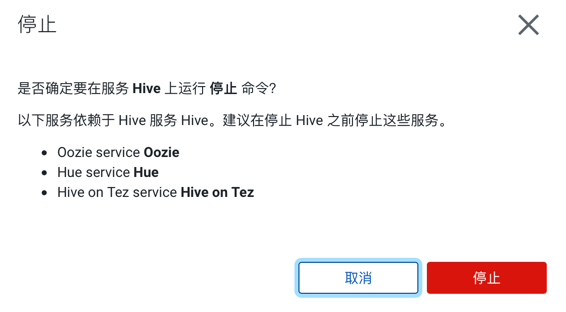 停止
是否确定要在服务 Hive 上运行 停止 命令?
以下服务依赖于 Hive 服务 Hive。建议在停止 Hive 之前停止这些服务。
Oozie service Oozie
Hue service Hue
Hive on Tez service Hive on Tez
取消
停止